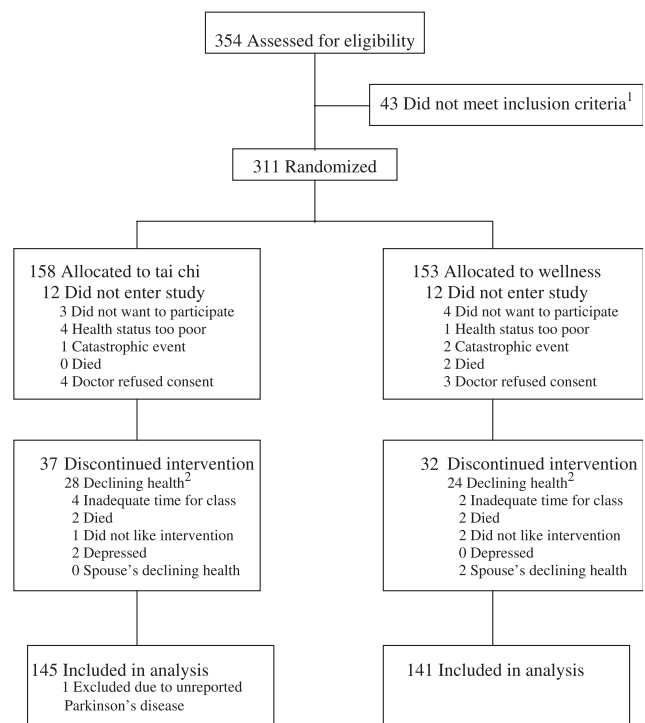 354 Assessed for eligibility
43 Did not meet inclusion criteria1
311 Randomized
158 Allocated to tai chi
12 Did not enter study
3 Did not want to participate
4 Health status too poor
1 Catastrophic event
0 Died
4 Doctor refused consent
153 Allocated to wellness
12 Did not enter study
4 Did not want to participate
1 Health status too poor
2 Catastrophic event
2 Died
3 Doctor refused consent
37 Discontinued intervention
28 Declining health2
4 Inadequate time for class
2 Died
1 Did not like intervention
2 Depressed
0 Spouse's declining health
32 Discontinued intervention
24 Declining health2
2 Inadequate time for class
2 Died
2 Did not like intervention
0 Depressed
2 Spouse's declining health
145 Included in analysis
1 Excluded due to unreported
Parkinson's disease
141 Included in analysis